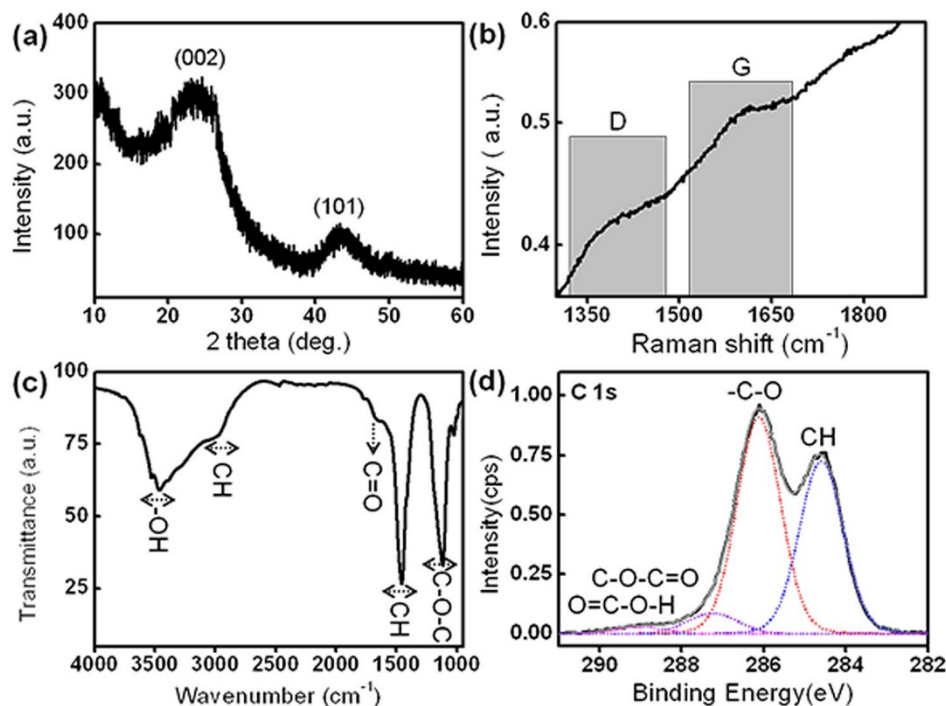 (a)
400
300
200
100
(002)
(101)
Intensity (a.u.)
10 20 30 40 50 60
2 theta (deg.)
(b)
0.6
0.5
0.4
D
G
Intensity ( a.u.)
1350 1500 1650 1800
Raman shift (cm⁻¹)
(c)
100
75
50
25
-OH
CH
C=O
CH
C-O-C
Transmittance (a.u.)
4000 3500 3000 2500 2000 1500 1000
Wavenumber (cm⁻¹)
(d)
C 1s
-C-O
CH
C-O-C=O
O=C-O-H
1.00
0.75
0.50
0.25
0.00
Intensity(cps)
290 288 286 284 282
Binding Energy(eV)